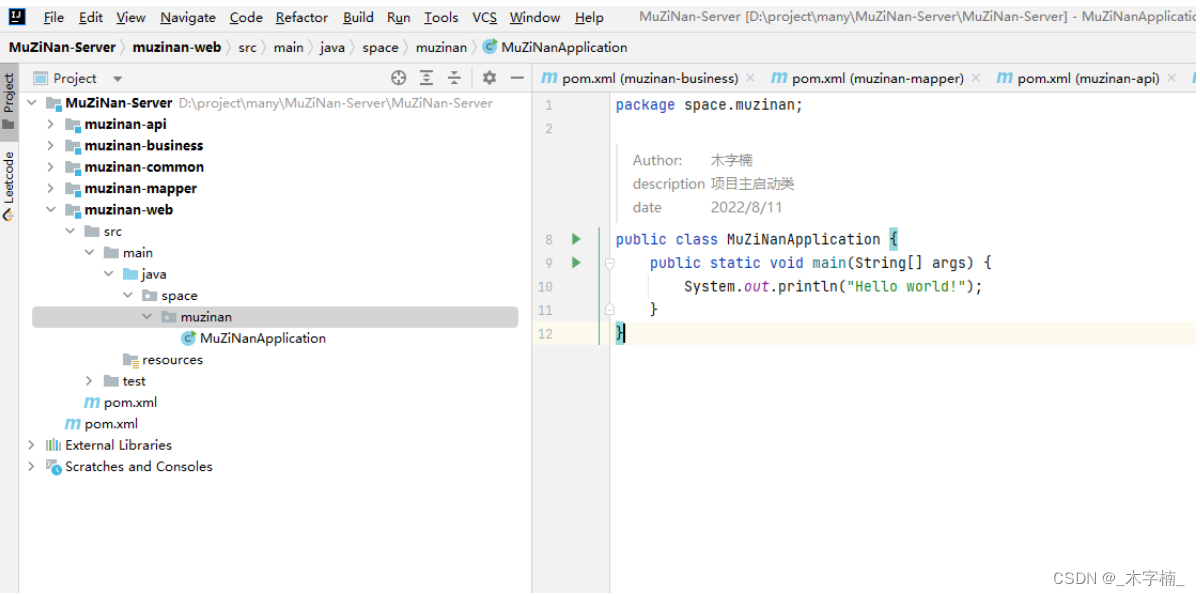 File Edit View Navigate Code Refactor Build Run Tools VCS Window Help MuZiNan-Server [D:\project\many\MuZiNan-Server\MuZiNan-Server] - MuZiNanApplicatio
MuZiNan-Server muzinan-web src main java space muzinan MuZiNanApplication
Project
Leetcode
Project
MuZiNan-Server D:\project\many\MuZiNan-Server\MuZiNan-Server
muzinan-api
muzinan-business
muzinan-common
muzinan-mapper
muzinan-web
src
main
java
space
muzinan
MuZiNanApplication
resources
test
pom.xml
pom.xml
External Libraries
Scratches and Consoles
pom.xml (muzinan-business) pom.xml (muzinan-mapper) pom.xml (muzinan-api)
1 package space.muzinan;
2
Author: 木字楠
description 项目主启动类
date 2022/8/11
8 public class MuZiNanApplication {
9 public static void main(String[] args) {
10 System.out.println("Hello world!");
11 }
12 }
CSDN @_木字楠_